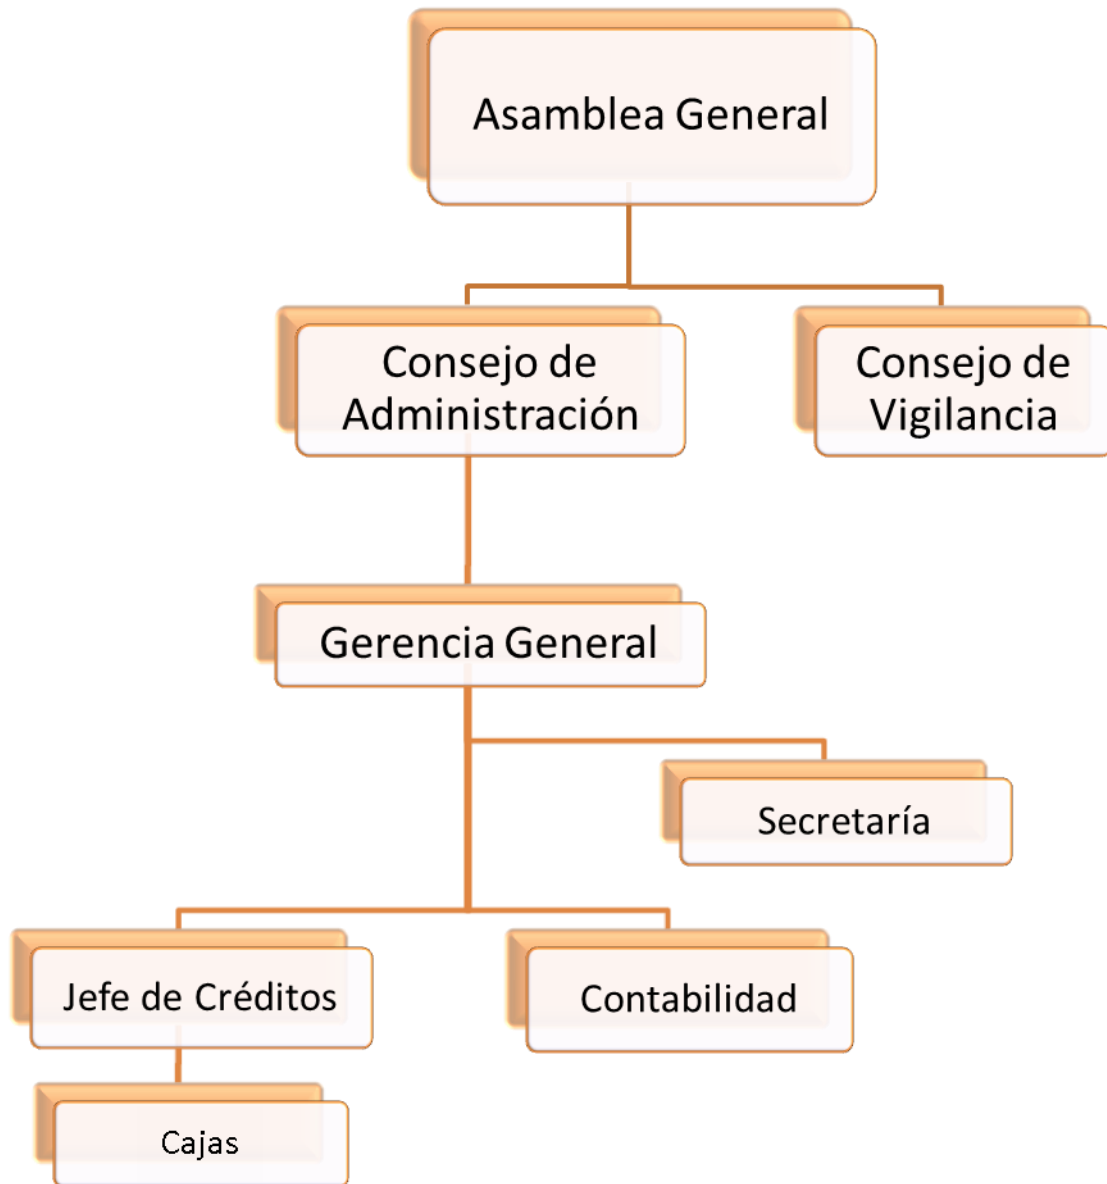 Asamblea General
Consejo de
Administración
Consejo de
Vigilancia
Gerencia General
Secretaría
Jefe de Créditos
Contabilidad
Cajas